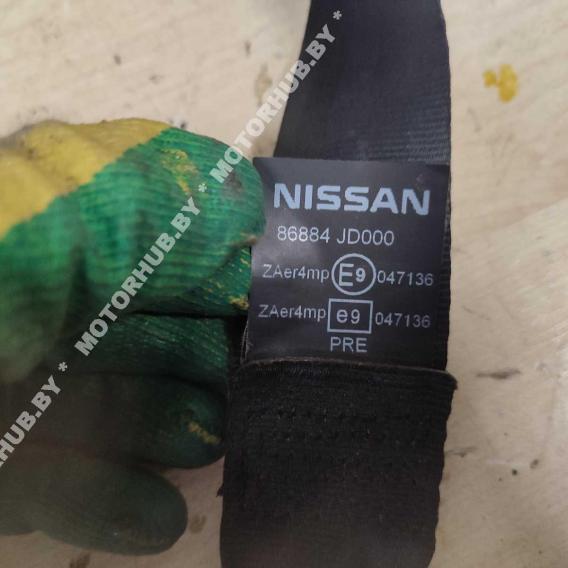 NISSAN
86884 JD000
ZAer4mp E9 047136
ZAer4mp e9 047136
PRE
MOTORHUB.BY * MOTORHUB.BY * MOTORHUB.BY